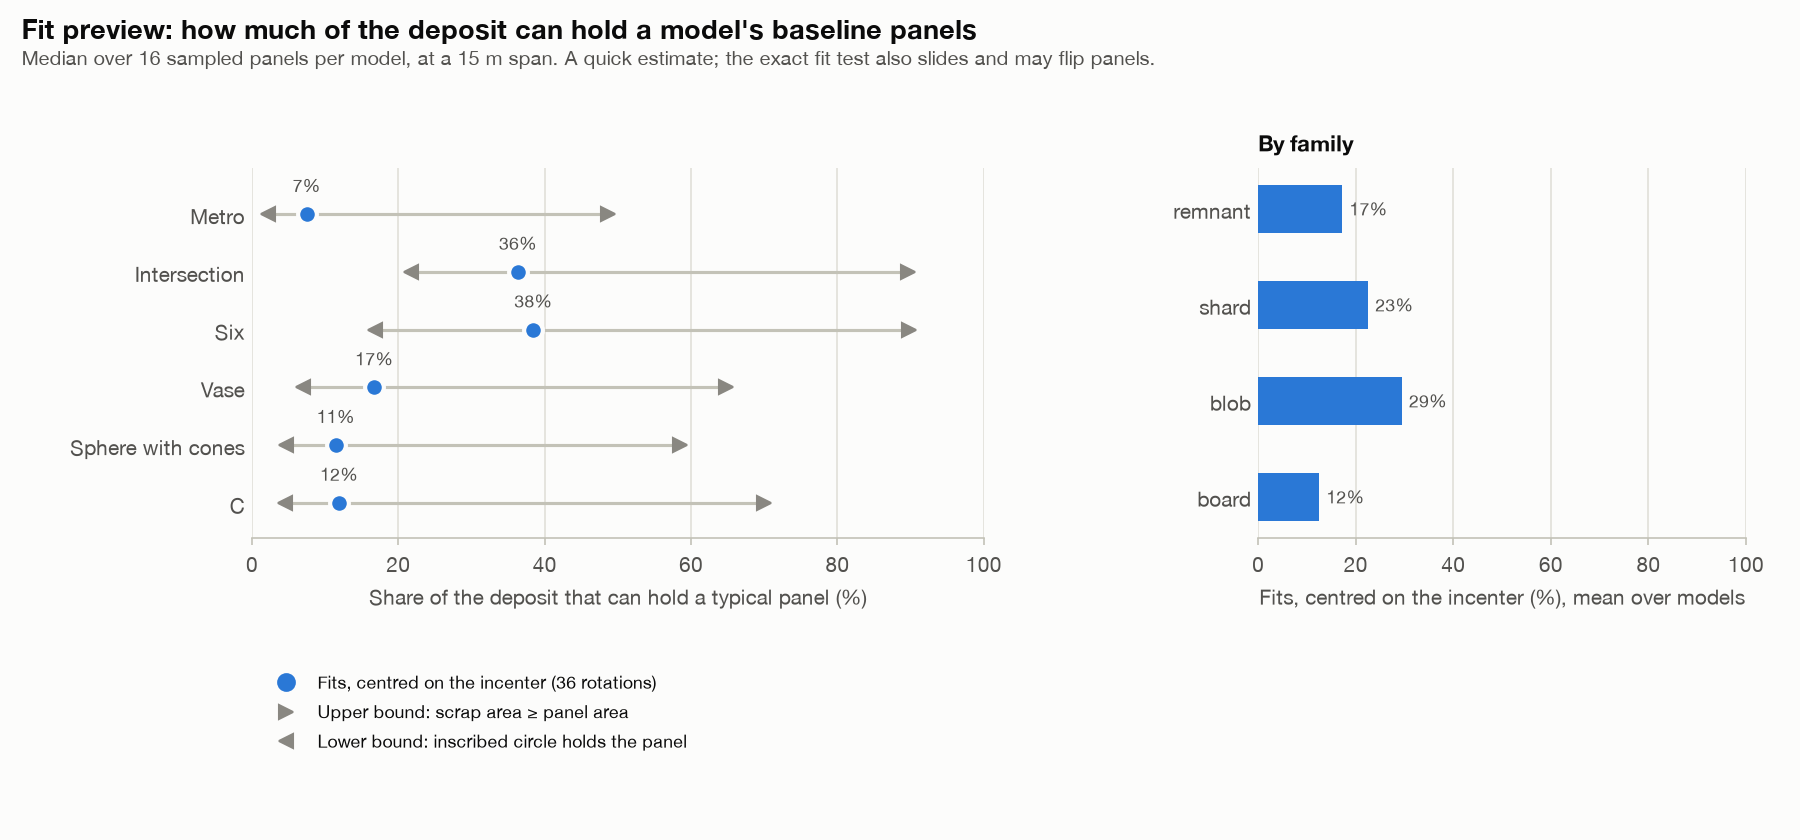 Fit preview: how much of the deposit can hold a model's baseline panels
Median over 16 sampled panels per model, at a 15 m span. A quick estimate; the exact fit test also slides and may flip panels.
7%
Metro
36%
Intersection
38%
Six
17%
Vase
11%
Sphere with cones
12%
C
0 20 40 60 80 100
Share of the deposit that can hold a typical panel (%)
Fits, centred on the incenter (36 rotations)
Upper bound: scrap area ≥ panel area
Lower bound: inscribed circle holds the panel
By family
remnant 17%
shard 23%
blob 29%
board 12%
0 20 40 60 80 100
Fits, centred on the incenter (%), mean over models